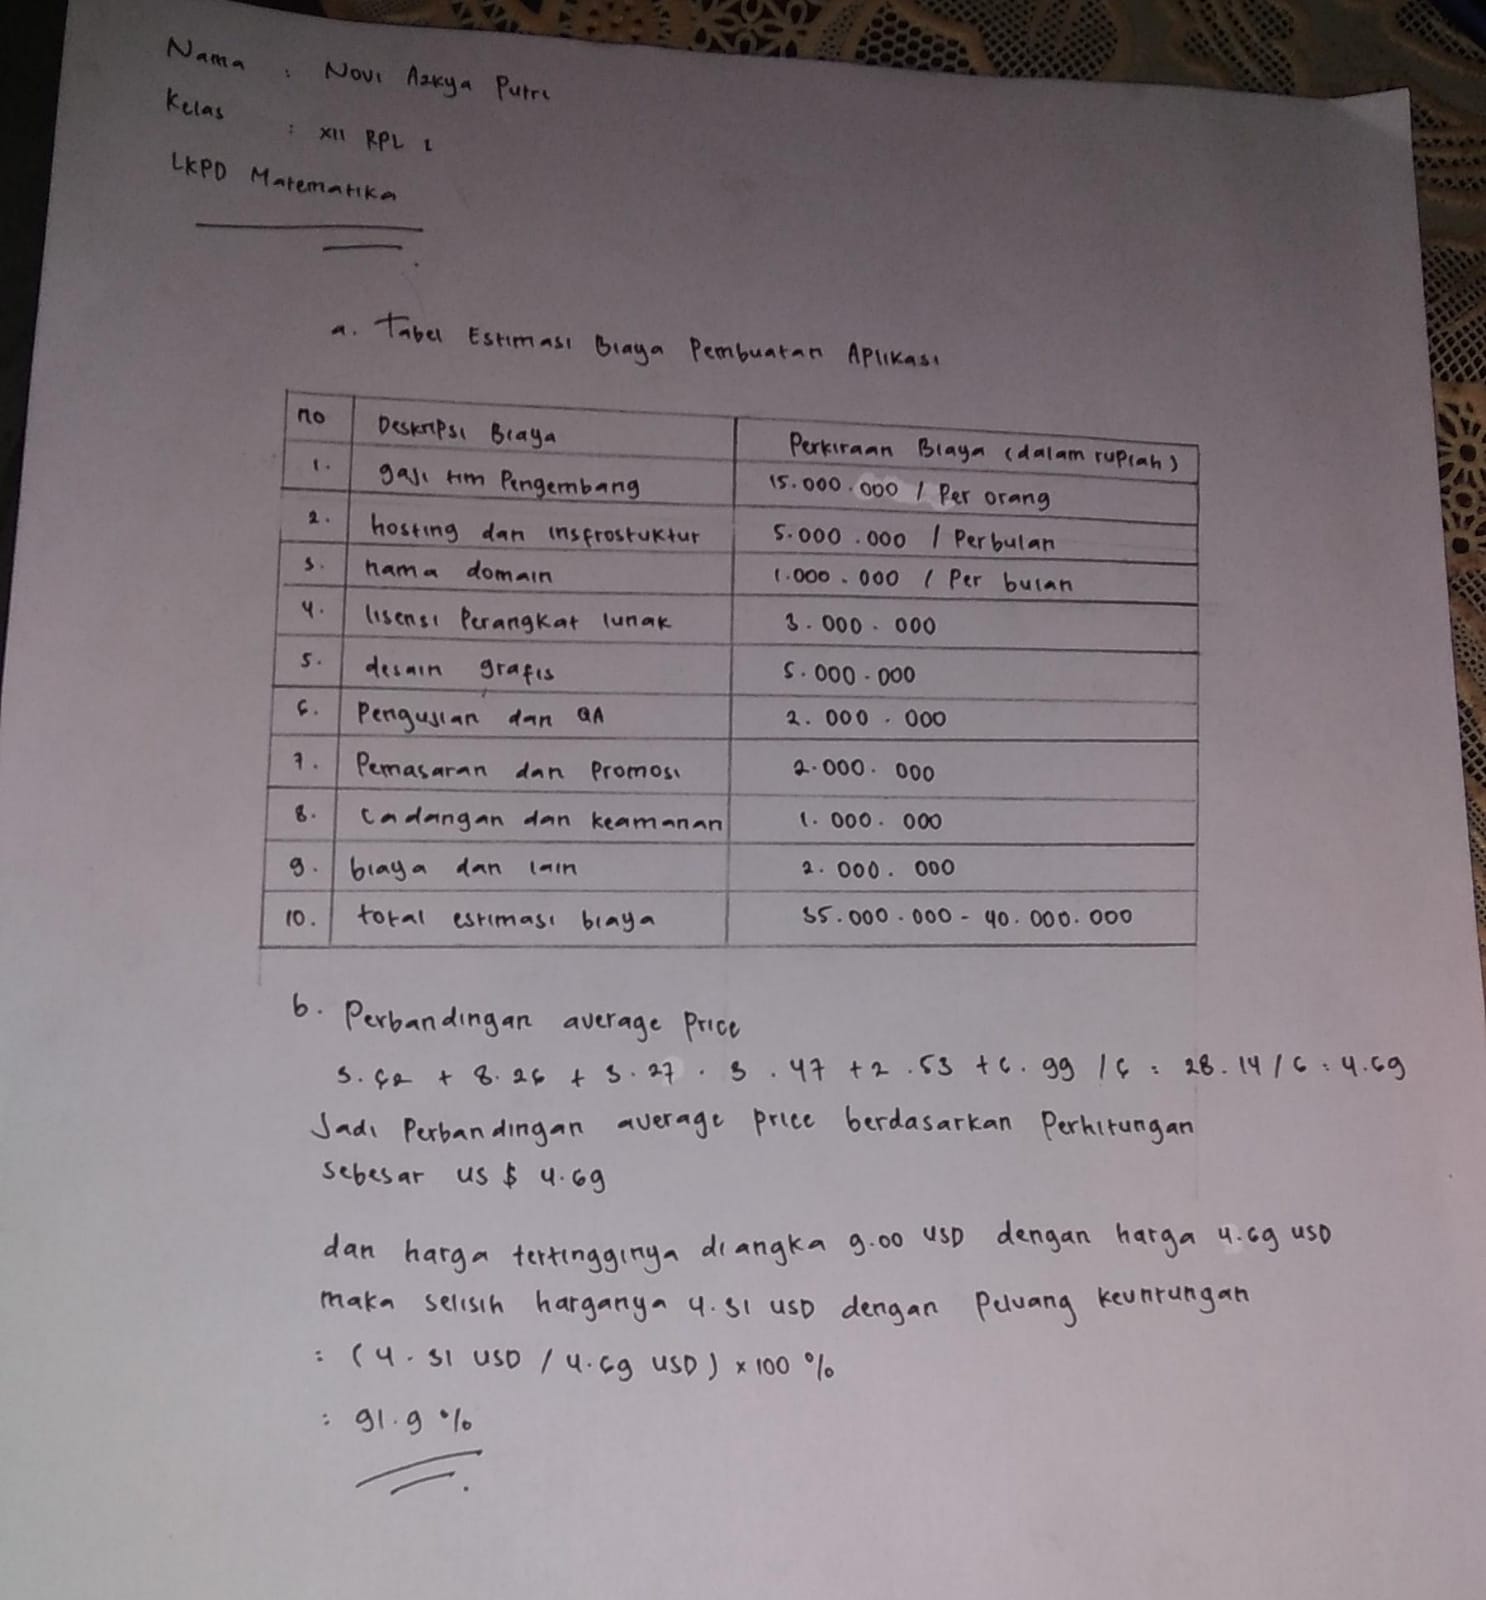 Nama : Novi Azkya Putri
Kelas : XII RPL 1
LKPD Matematika
a. Tabel Estimasi Biaya Pembuatan Aplikasi
no Deskripsi Biaya Perkiraan Biaya (dalam rupiah)
1. gaji tim Pengembang 15.000.000 / Per orang
2. hosting dan insfrostuktur 5.000.000 / Perbulan
3. nama domain 1.000.000 / Per bulan
4. lisensi Perangkat lunak 3.000.000
5. desain grafis 5.000.000
6. Pengujian dan QA 2.000.000
7. Pemasaran dan Promosi 2.000.000
8. Cadangan dan keamanan 1.000.000
9. biaya dan lain 2.000.000
10. total estimasi biaya 35.000.000 - 40.000.000
b. Perbandingan average Price
3.62 + 8.26 + 3.27 . 3.47 + 2.53 + 6.99 / 6 : 28.14 / 6 : 4.69
Jadi Perbandingan average price berdasarkan Perhitungan
sebesar US $ 4.69
dan harga tertingginya diangka 9.00 USD dengan harga 4.69 USD
maka selisih harganya 4.31 USD dengan Peluang keuntungan
: (4.31 USD / 4.69 USD) x 100 %
: 91.9 %